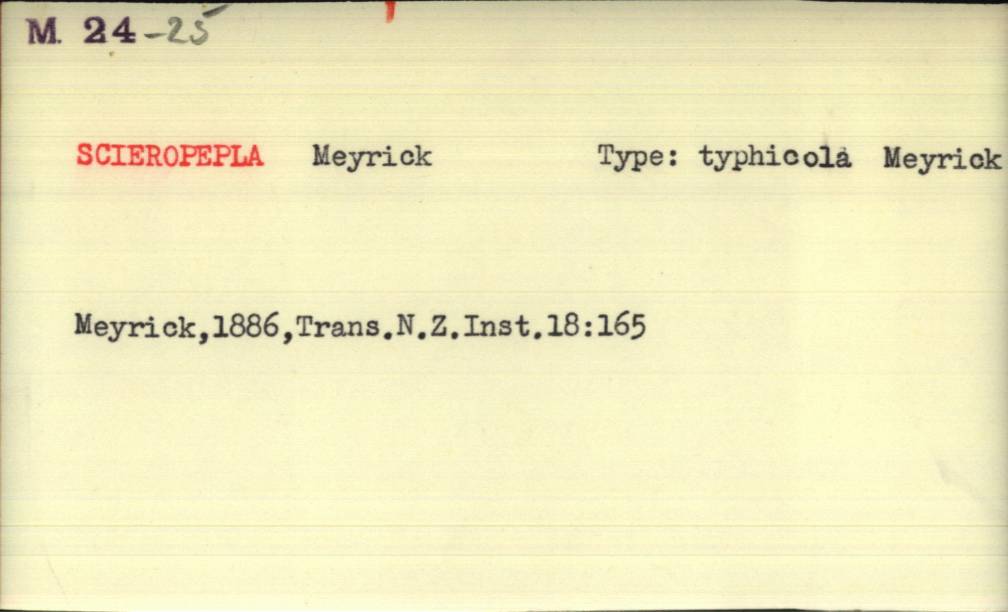 M. 24-25
SCIEROPEPLA Meyrick Type: typhicola Meyrick
Meyrick,1886,Trans.N.Z.Inst.18:165